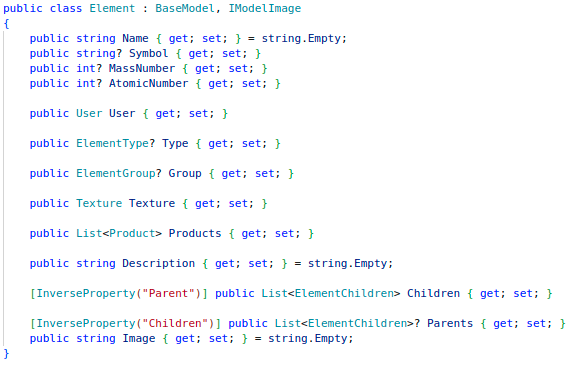 public class Element : BaseModel, IModelImage
{
public string Name { get; set; } = string.Empty;
public string? Symbol { get; set; }
public int? MassNumber { get; set; }
public int? AtomicNumber { get; set; }
public User User { get; set; }
public ElementType? Type { get; set; }
public ElementGroup? Group { get; set; }
public Texture Texture { get; set; }
public List<Product> Products { get; set; }
public string Description { get; set; } = string.Empty;
[InverseProperty("Parent")] public List<ElementChildren> Children { get; set; }
[InverseProperty("Children")] public List<ElementChildren>? Parents { get; set; }
public string Image { get; set; } = string.Empty;
}